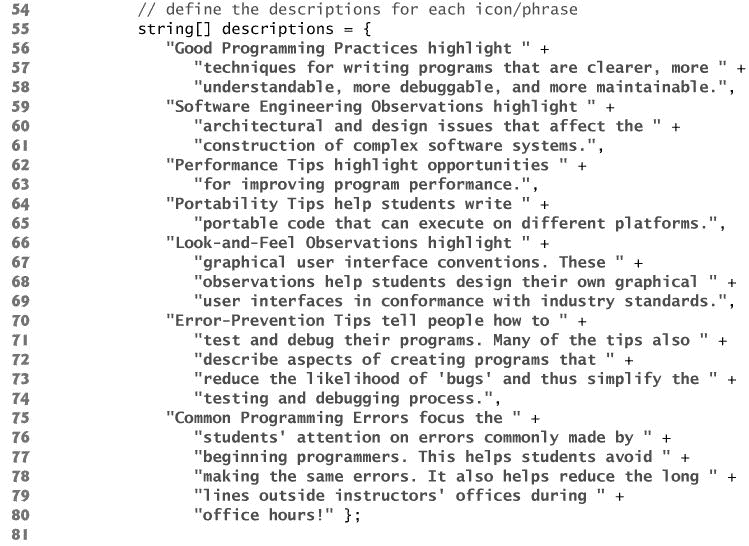 54 // define the descriptions for each icon/phrase
55 string[] descriptions = {
56 "Good Programming Practices highlight " +
57 "techniques for writing programs that are clearer, more " +
58 "understandable, more debuggable, and more maintainable.",
59 "Software Engineering Observations highlight " +
60 "architectural and design issues that affect the " +
61 "construction of complex software systems.",
62 "Performance Tips highlight opportunities " +
63 "for improving program performance.",
64 "Portability Tips help students write " +
65 "portable code that can execute on different platforms.",
66 "Look-and-Feel Observations highlight " +
67 "graphical user interface conventions. These " +
68 "observations help students design their own graphical " +
69 "user interfaces in conformance with industry standards.",
70 "Error-Prevention Tips tell people how to " +
71 "test and debug their programs. Many of the tips also " +
72 "describe aspects of creating programs that " +
73 "reduce the likelihood of 'bugs' and thus simplify the " +
74 "testing and debugging process.",
75 "Common Programming Errors focus the " +
76 "students' attention on errors commonly made by " +
77 "beginning programmers. This helps students avoid " +
78 "making the same errors. It also helps reduce the long " +
79 "lines outside instructors' offices during " +
80 "office hours!" };
81